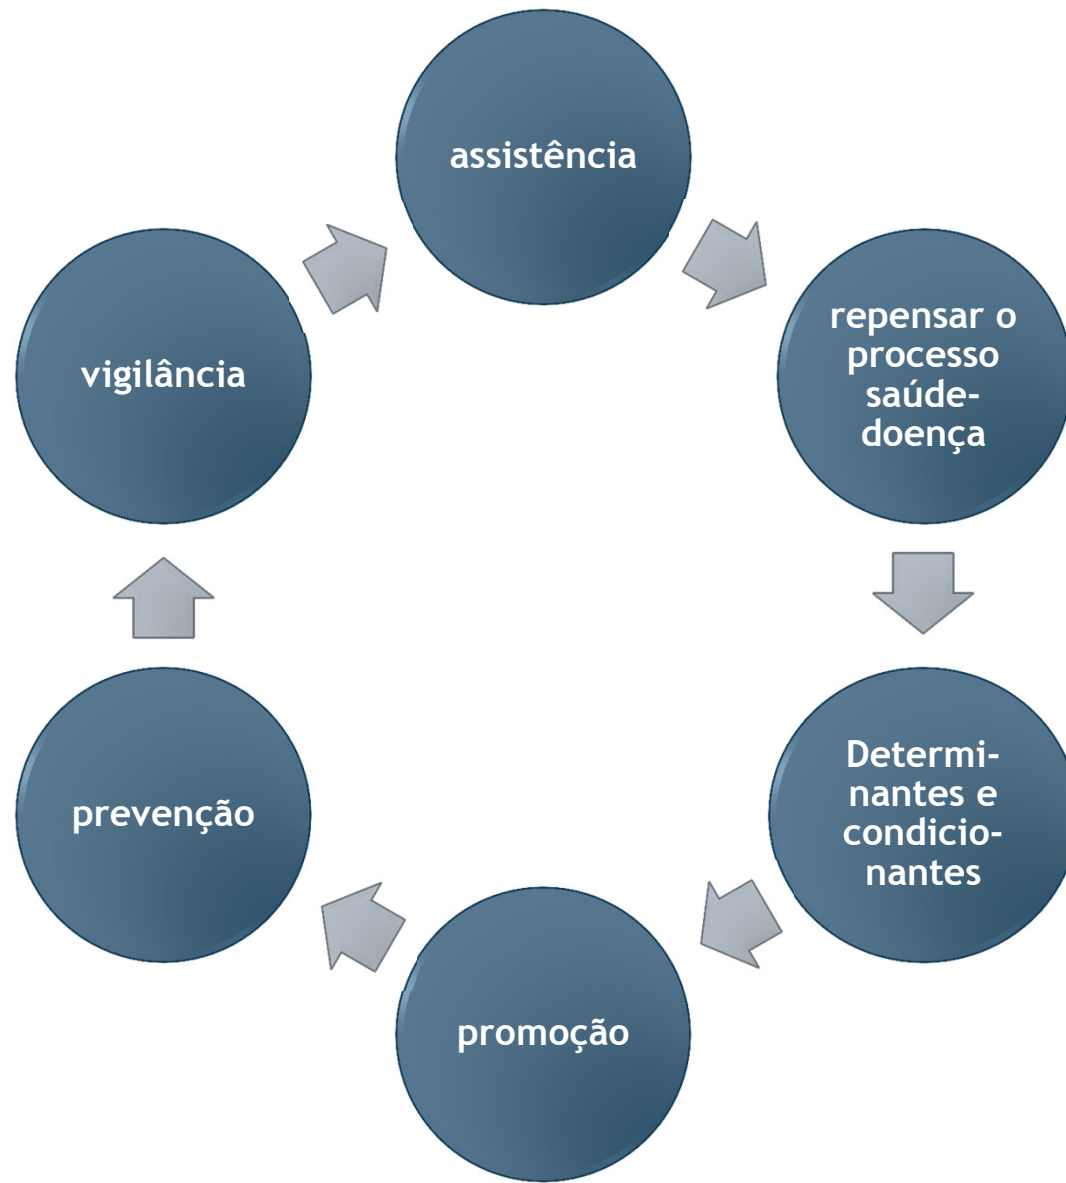 assistência
repensar o
processo
saúde-
doença
Determi-
nantes e
condicio-
nantes
promoção
prevenção
vigilância